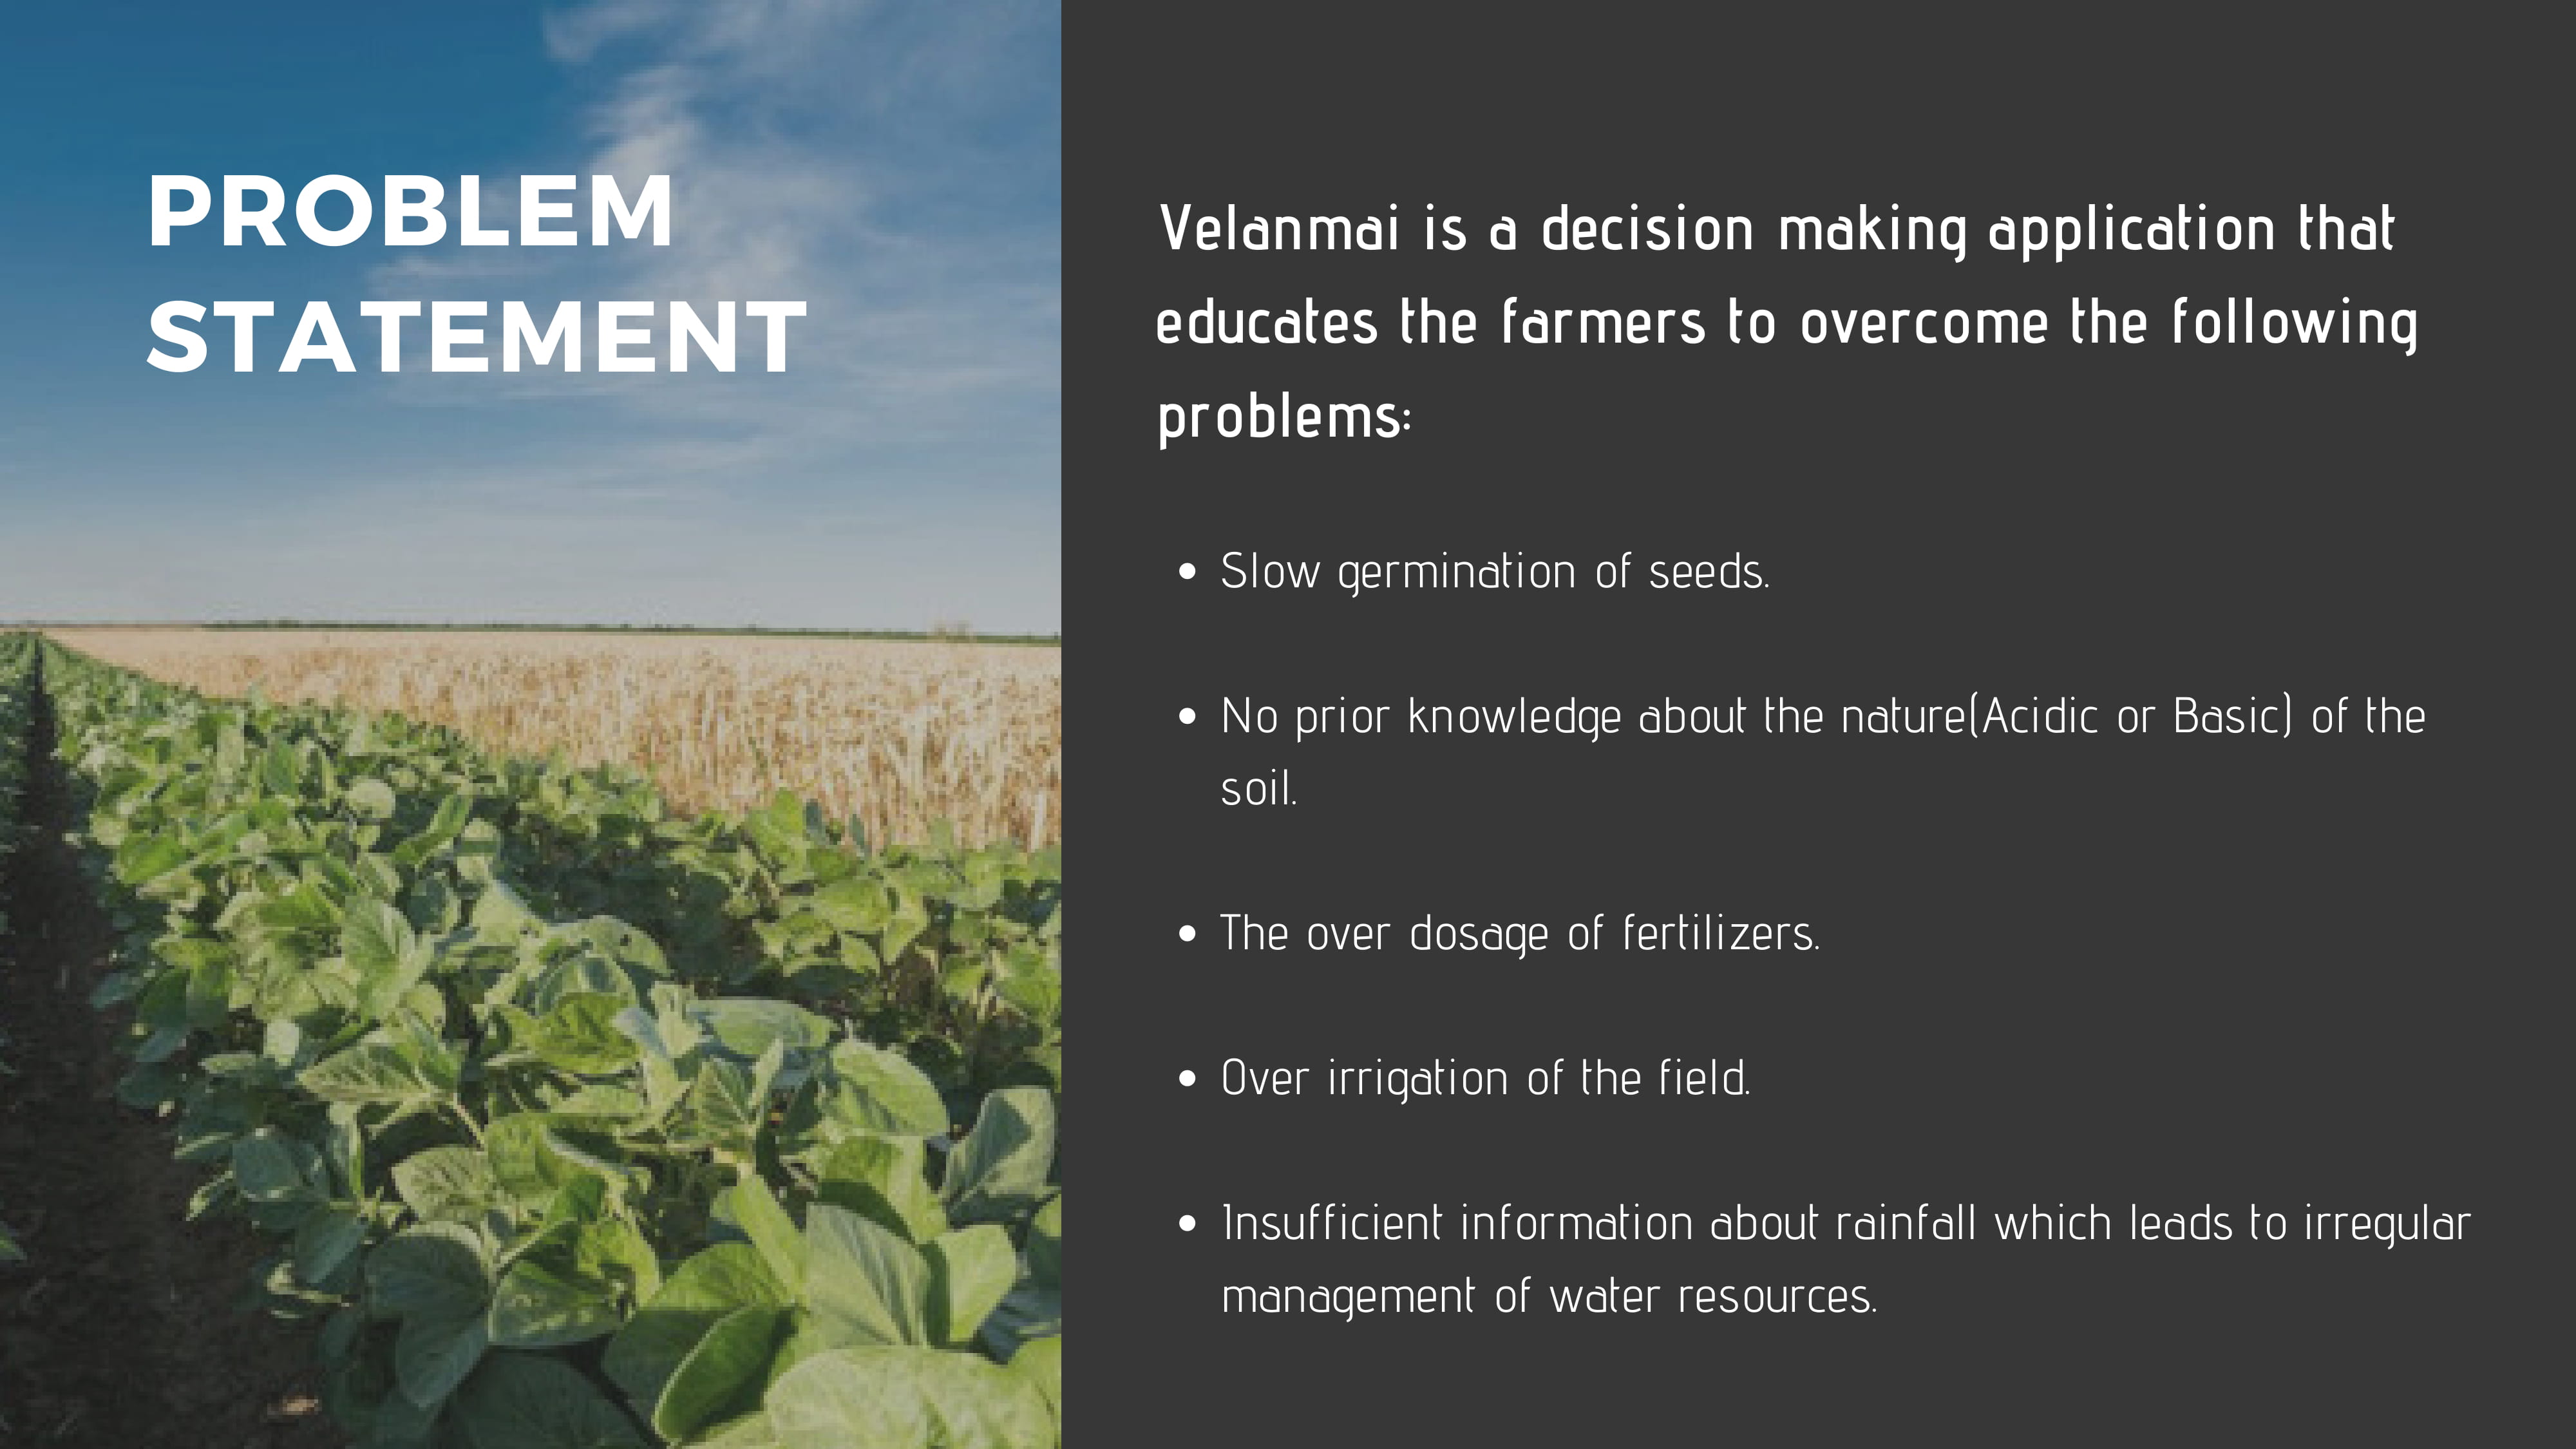 PROBLEM
STATEMENT
Velanmai is a decision making application that
educates the farmers to overcome the following
problems:
• Slow germination of seeds.
• No prior knowledge about the nature(Acidic or Basic) of the
soil.
• The over dosage of fertilizers.
• Over irrigation of the field.
• Insufficient information about rainfall which leads to irregular
management of water resources.